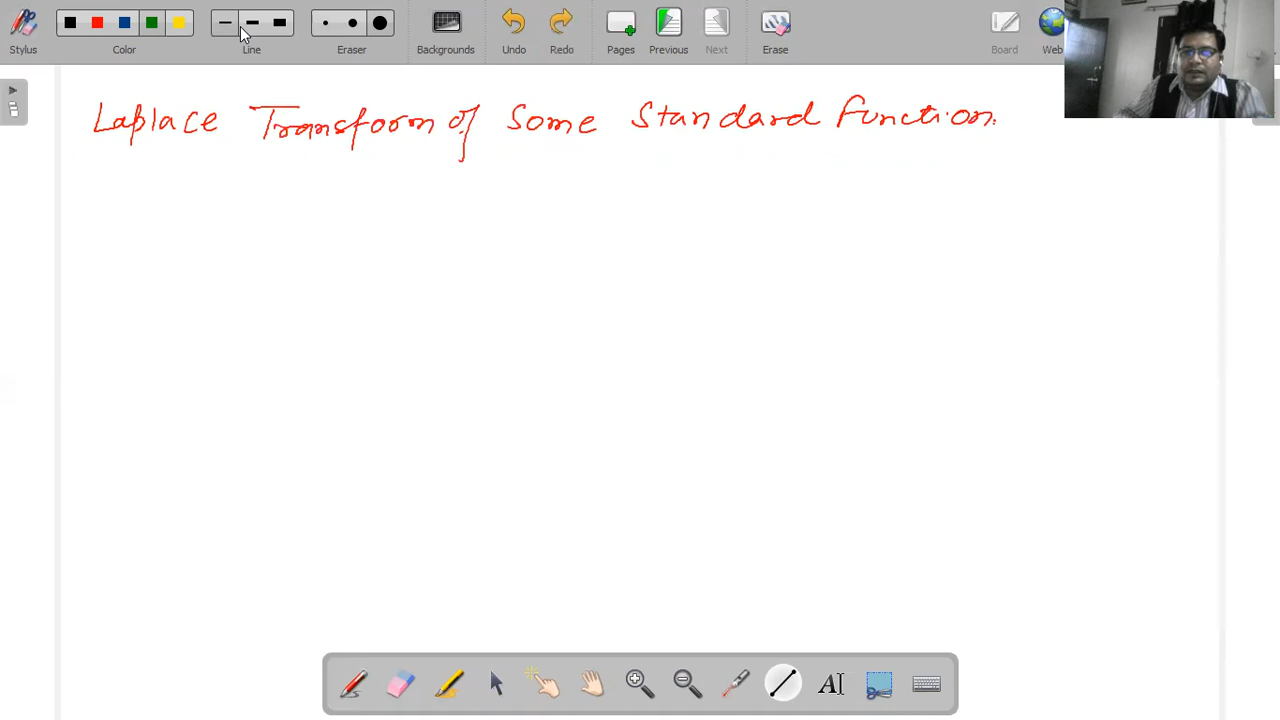 Stylus
Color
Line
Eraser
Backgrounds
Undo
Redo
Pages
Previous
Next
Erase
Board
Web
Laplace Transform of Some Standard Function.
A